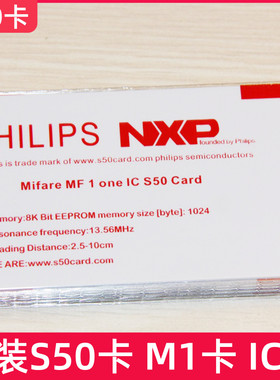 0卡
PHILIPS NXP
founded by Philips
is trade mark of www.s50card.com philips semiconductors
Mifare MF 1 one IC S50 Card
mory:8K Bit EEPROM memory size [byte]: 1024
sonance frequency:13.56MHz
ading Distance:2.5-10cm
E ARE:www.s50card.com
装S50卡 M1卡 IC